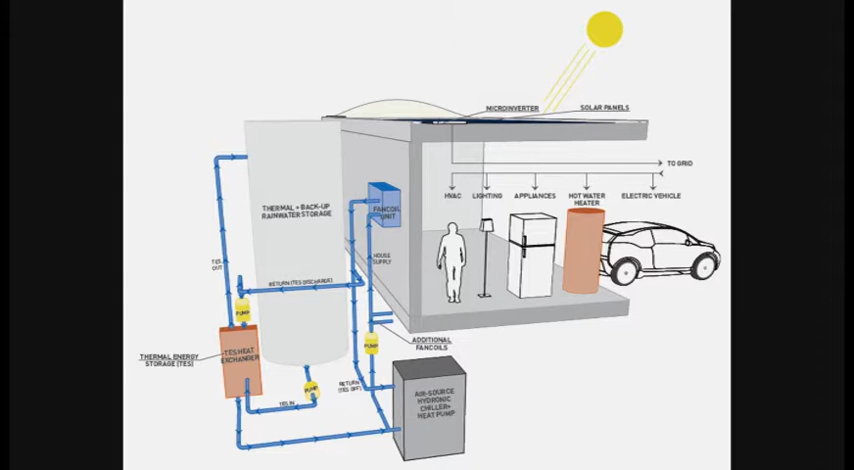 MICROINVERTER
SOLAR PANELS
TO GRID
HVAC
LIGHTING
APPLIANCES
HOT WATER
HEATER
ELECTRIC VEHICLE
THERMAL + BACK-UP
RAINWATER STORAGE
FANCOIL
UNIT
TES
OUT
HOUSE
SUPPLY
RETURN (TES DISCHARGE)
PUMP
THERMAL ENERGY
STORAGE (TES)
TES HEAT
EXCHANGER
PUMP
ADDITIONAL
FANCOILS
RETURN
(TES OFF)
PUMP
TES IN
AIR-SOURCE
HYDRONIC
CHILLER+
HEAT PUMP